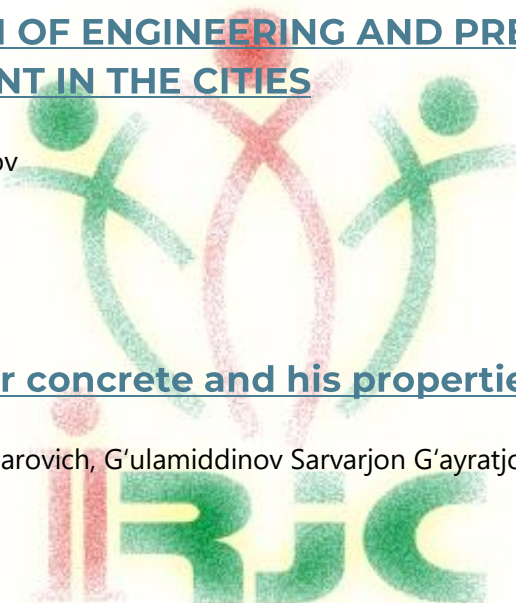 OF ENGINEERING AND PRE
NT IN THE CITIES
ov
r concrete and his propertie
arovich, G‘ulamiddinov Sarvarjon G‘ayratjo
iRJC